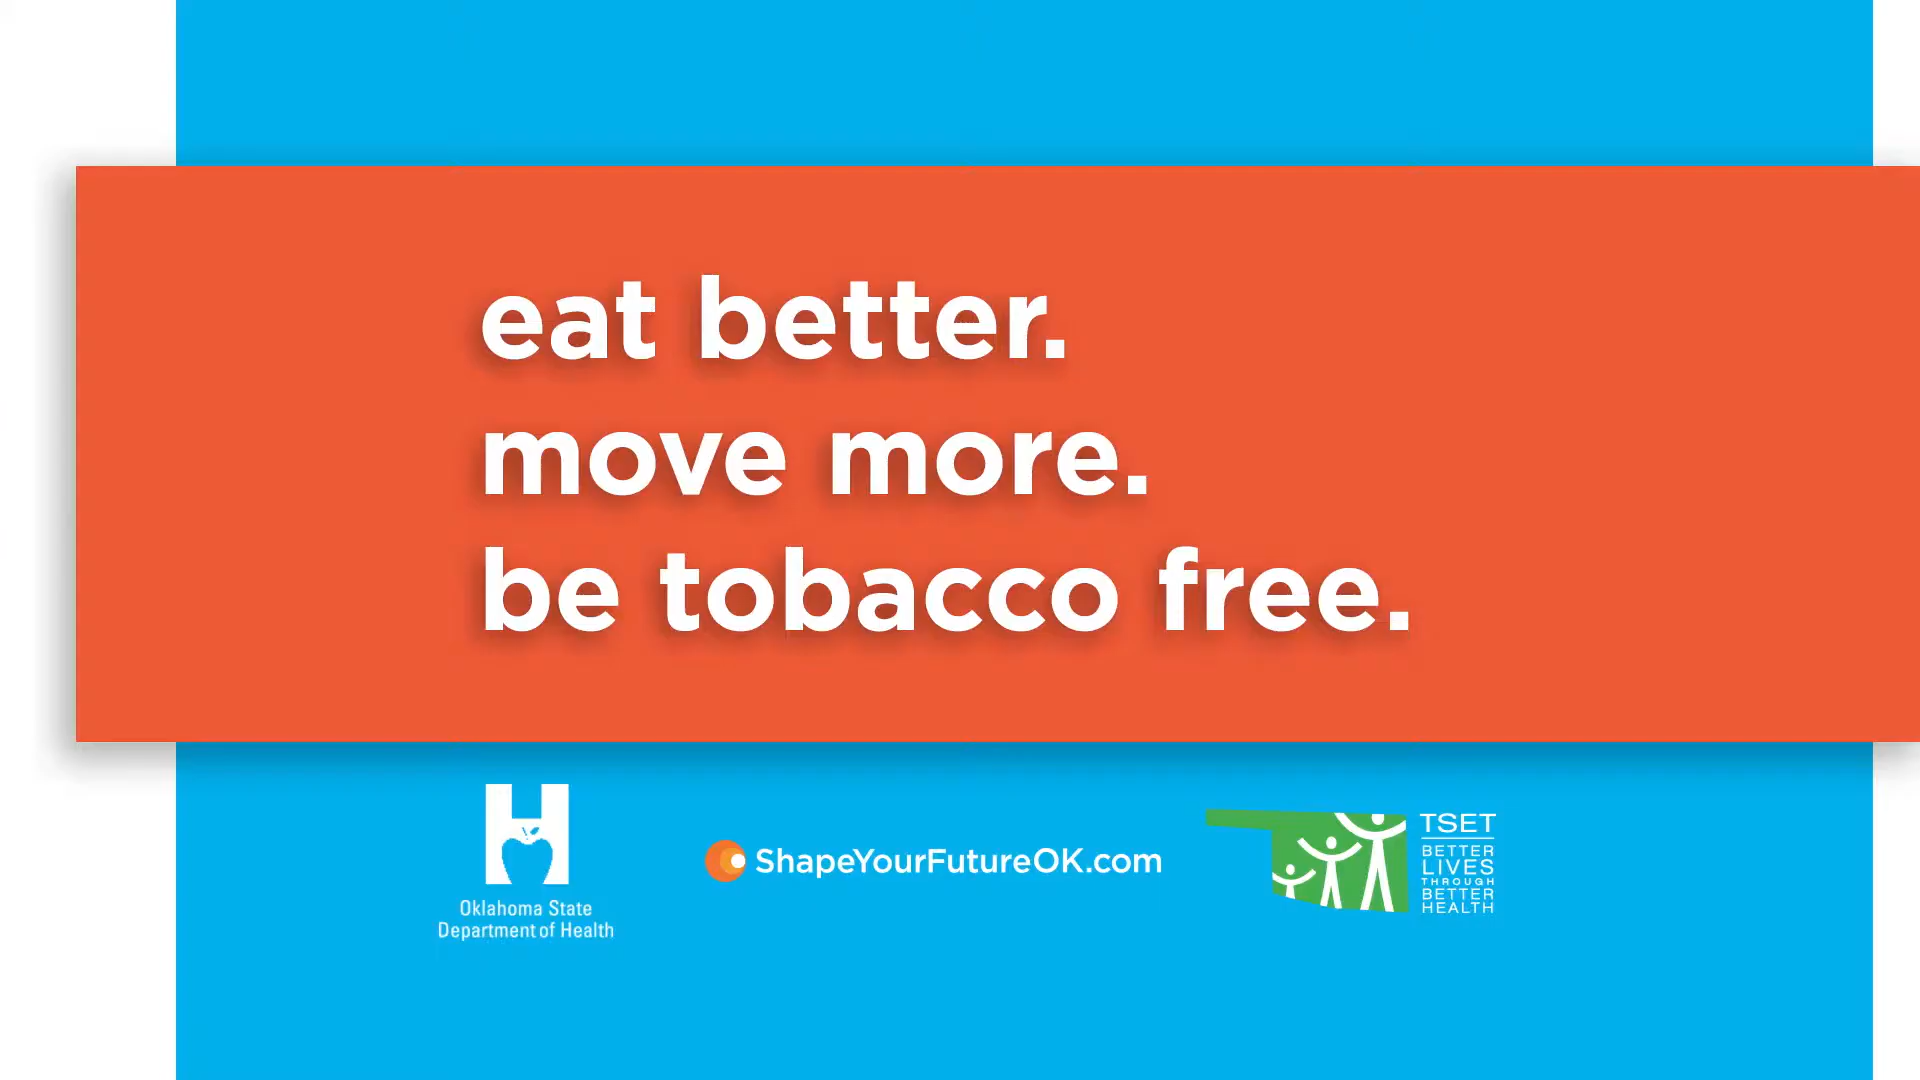 eat better.
move more.
be tobacco free.
Oklahoma State
Department of Health
ShapeYourFutureOK.com
TSET
BETTER
LIVES
THROUGH
BETTER
HEALTH